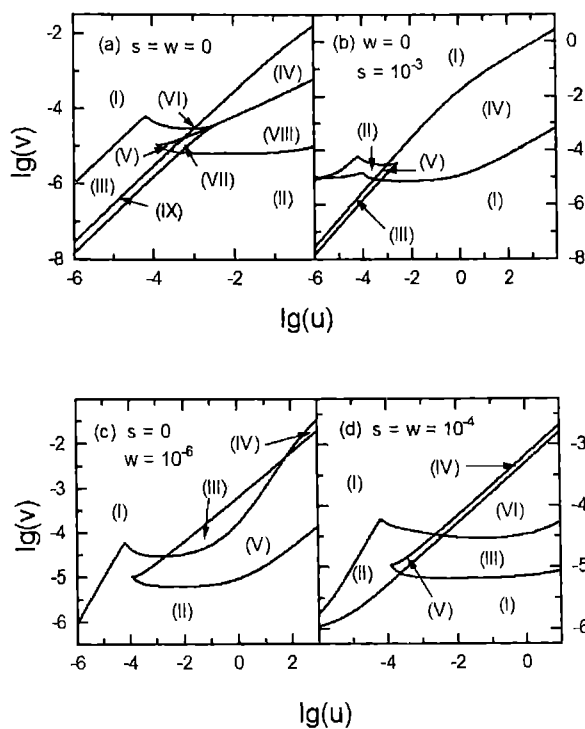 (a) s = w = 0
(I)
(VI)
(IV)
(V)
(VIII)
(III)
(VII)
(IX)
(II)
-2
-4
-6
-8
-6
-4
-2
0
lg(v)
(b) w = 0
s = 10⁻³
(I)
(IV)
(II)
(V)
(I)
(III)
0
-2
-4
-6
-8
-6
-4
-2
0
2
lg(u)
(c) s = 0
w = 10⁻⁶
(IV)
(III)
(I)
(V)
(II)
-2
-3
-4
-5
-6
-6
-4
-2
0
2
lg(v)
(d) s = w = 10⁻⁴
(IV)
(I)
(VI)
(III)
(II)
(V)
(I)
-3
-4
-5
-6
-4
-2
0
lg(u)